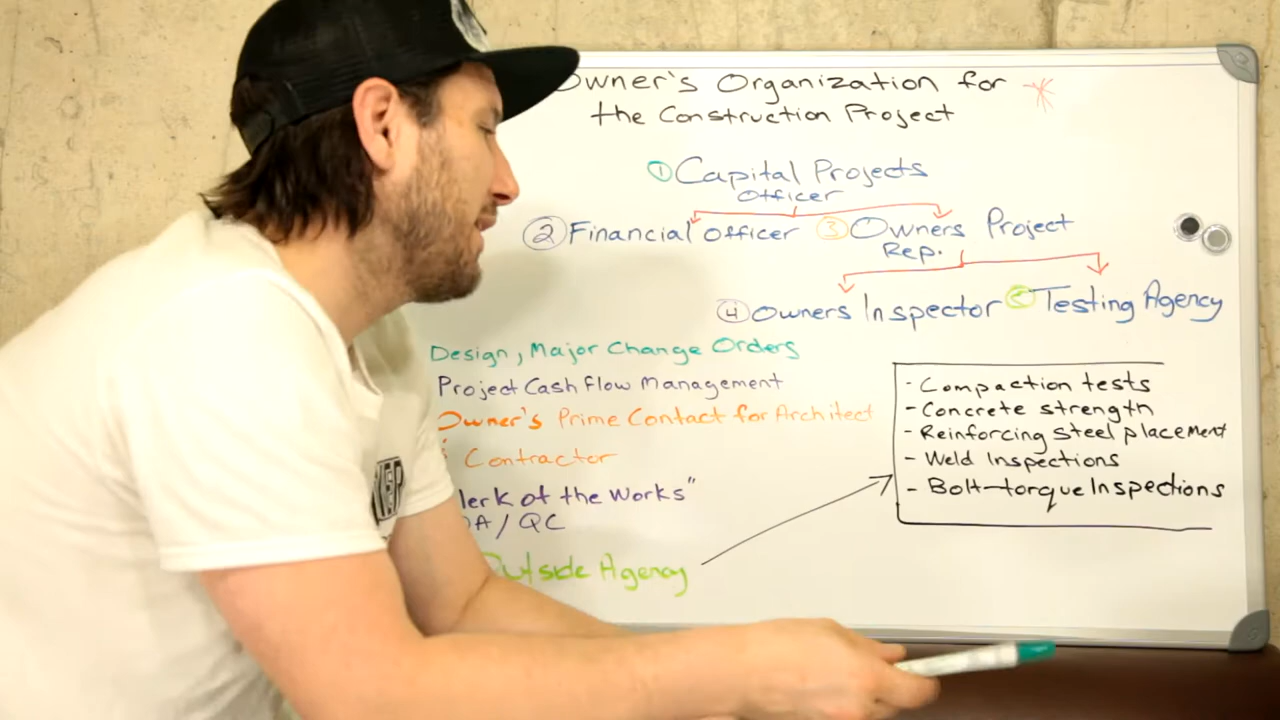 Owner's Organization for
the Construction Project
① Capital Projects
Officer
② Financial Officer ③ Owners Project
Rep.
④ Owners Inspector ⑤ Testing Agency
Design, Major Change Orders
Project Cash flow Management
Owner's Prime Contact for Architect
Contractor
lerk of the Works"
QA/QC
Outside Agency
- Compaction tests
- Concrete strength
- Reinforcing steel placement
- Weld Inspections
- Bolt-torque Inspections